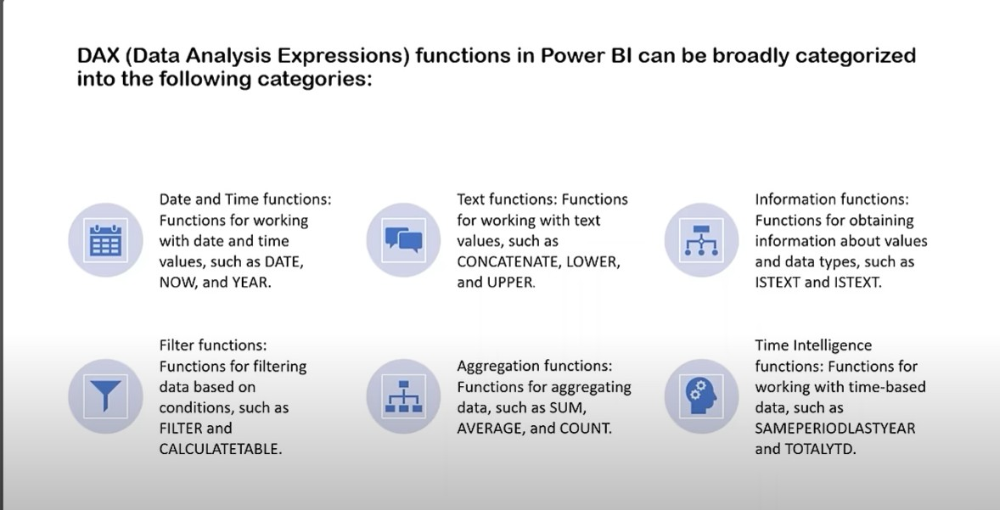 DAX (Data Analysis Expressions) functions in Power BI can be broadly categorized
into the following categories:
Date and Time functions:
Functions for working
with date and time
values, such as DATE,
NOW, and YEAR.
Text functions: Functions
for working with text
values, such as
CONCATENATE, LOWER,
and UPPER.
Information functions:
Functions for obtaining
information about values
and data types, such as
ISTEXT and ISTEXT.
Filter functions:
Functions for filtering
data based on
conditions, such as
FILTER and
CALCULATETABLE.
Aggregation functions:
Functions for aggregating
data, such as SUM,
AVERAGE, and COUNT.
Time Intelligence
functions: Functions for
working with time-based
data, such as
SAMEPERIODLASTYEAR
and TOTALYTD.